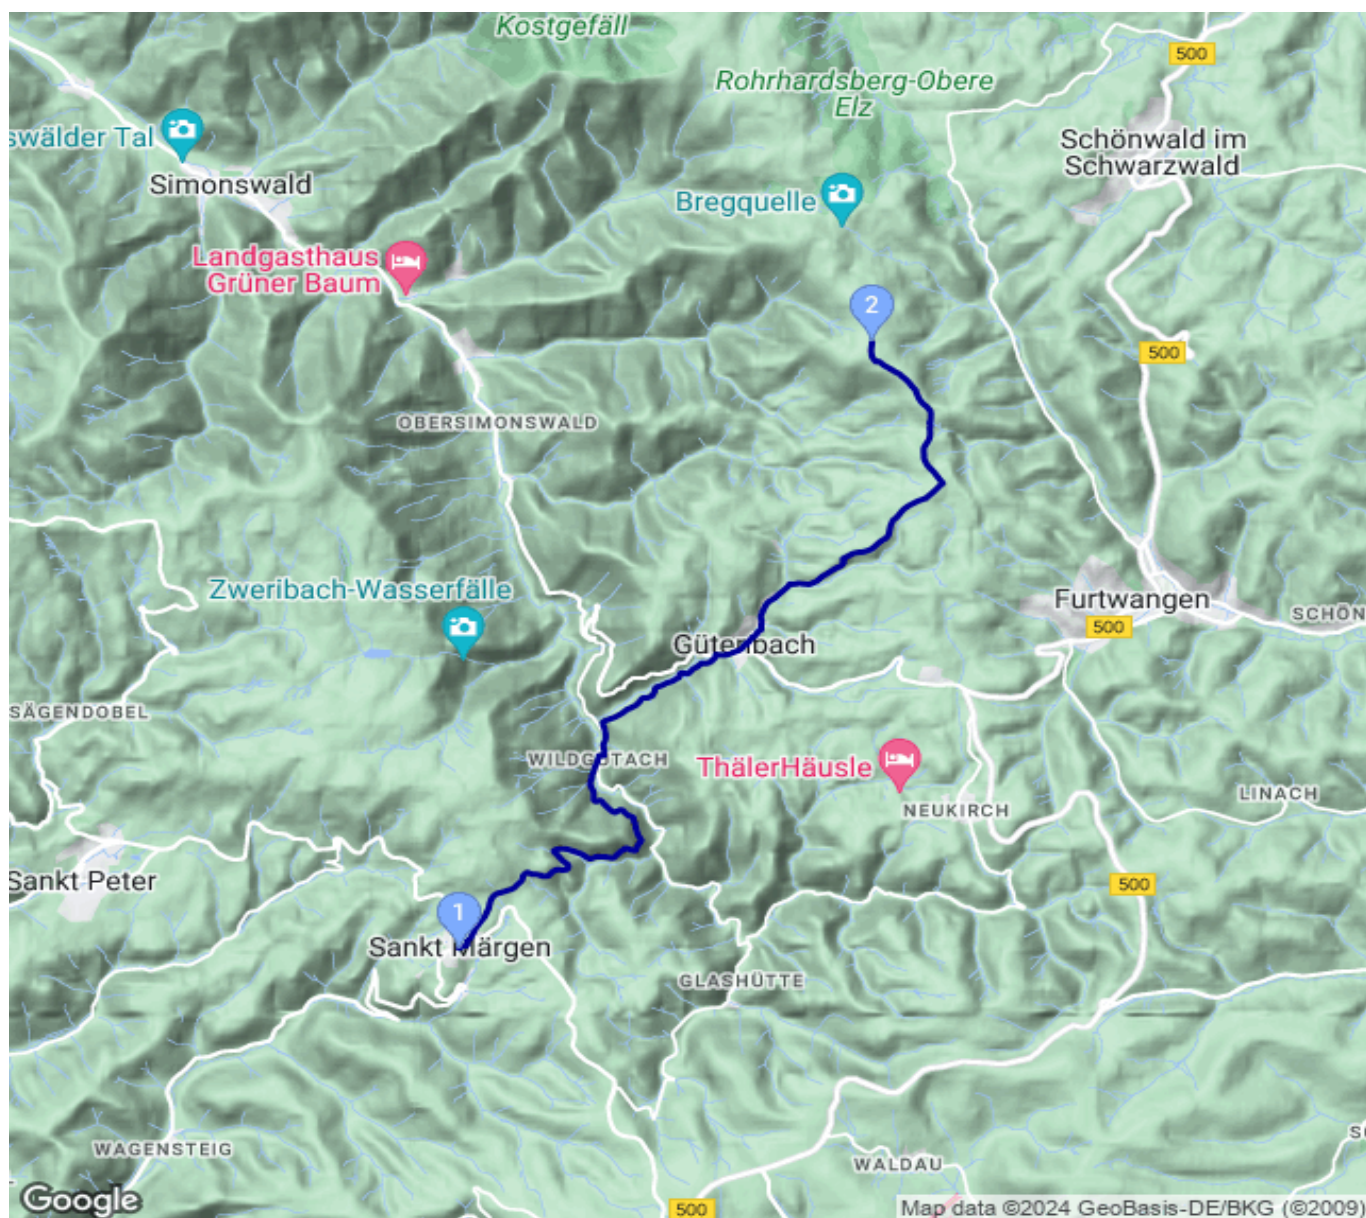 Kostgefäll
500
Rohrhardsberg-Obere
Elz
swälder Tal
Schönwald im
Schwarzwald
Simonswald
Bregquelle
Landgasthaus
Grüner Baum
2
500
OBERSIMONSWALD
Zweribach-Wasserfälle
Furtwangen
SCHÖN
500
Gütenbach
SÄGENDOBEL
WILDGUTACH
ThälerHäusle
NEUKIRCH
LINACH
Sankt Peter
500
1
Sankt Märgen
GLASHÜTTE
WAGENSTEIG
WALDAU
Google
500
Map data ©2024 GeoBasis-DE/BKG (©2009)